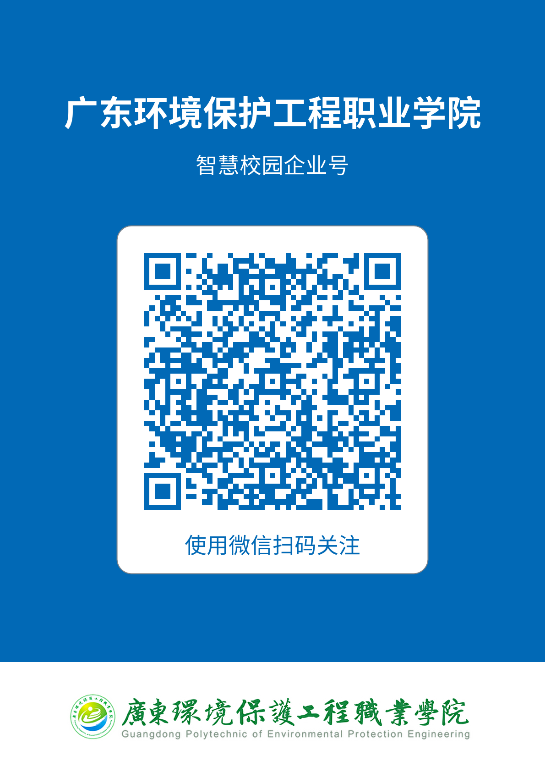 广东环境保护工程职业学院
智慧校园企业号
使用微信扫码关注
廣東環境保護工程職業學院
Guangdong Polytechnic of Environmental Protection Engineering